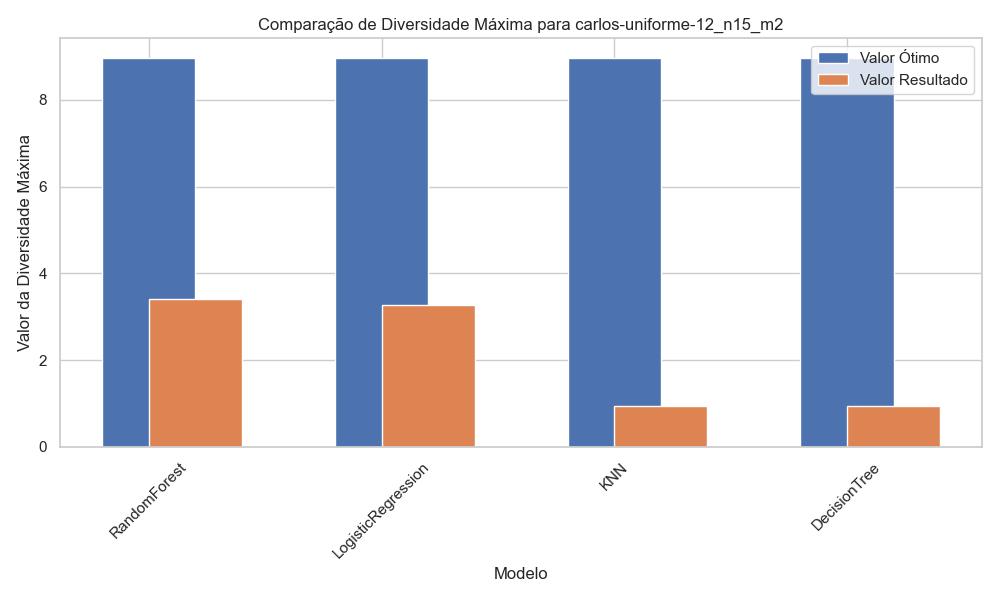 Comparação de Diversidade Máxima para carlos-uniforme-12_n15_m2
Valor Ótimo
Valor Resultado
Valor da Diversidade Máxima
8
6
4
2
0
RandomForest
LogisticRegression
KNN
DecisionTree
Modelo